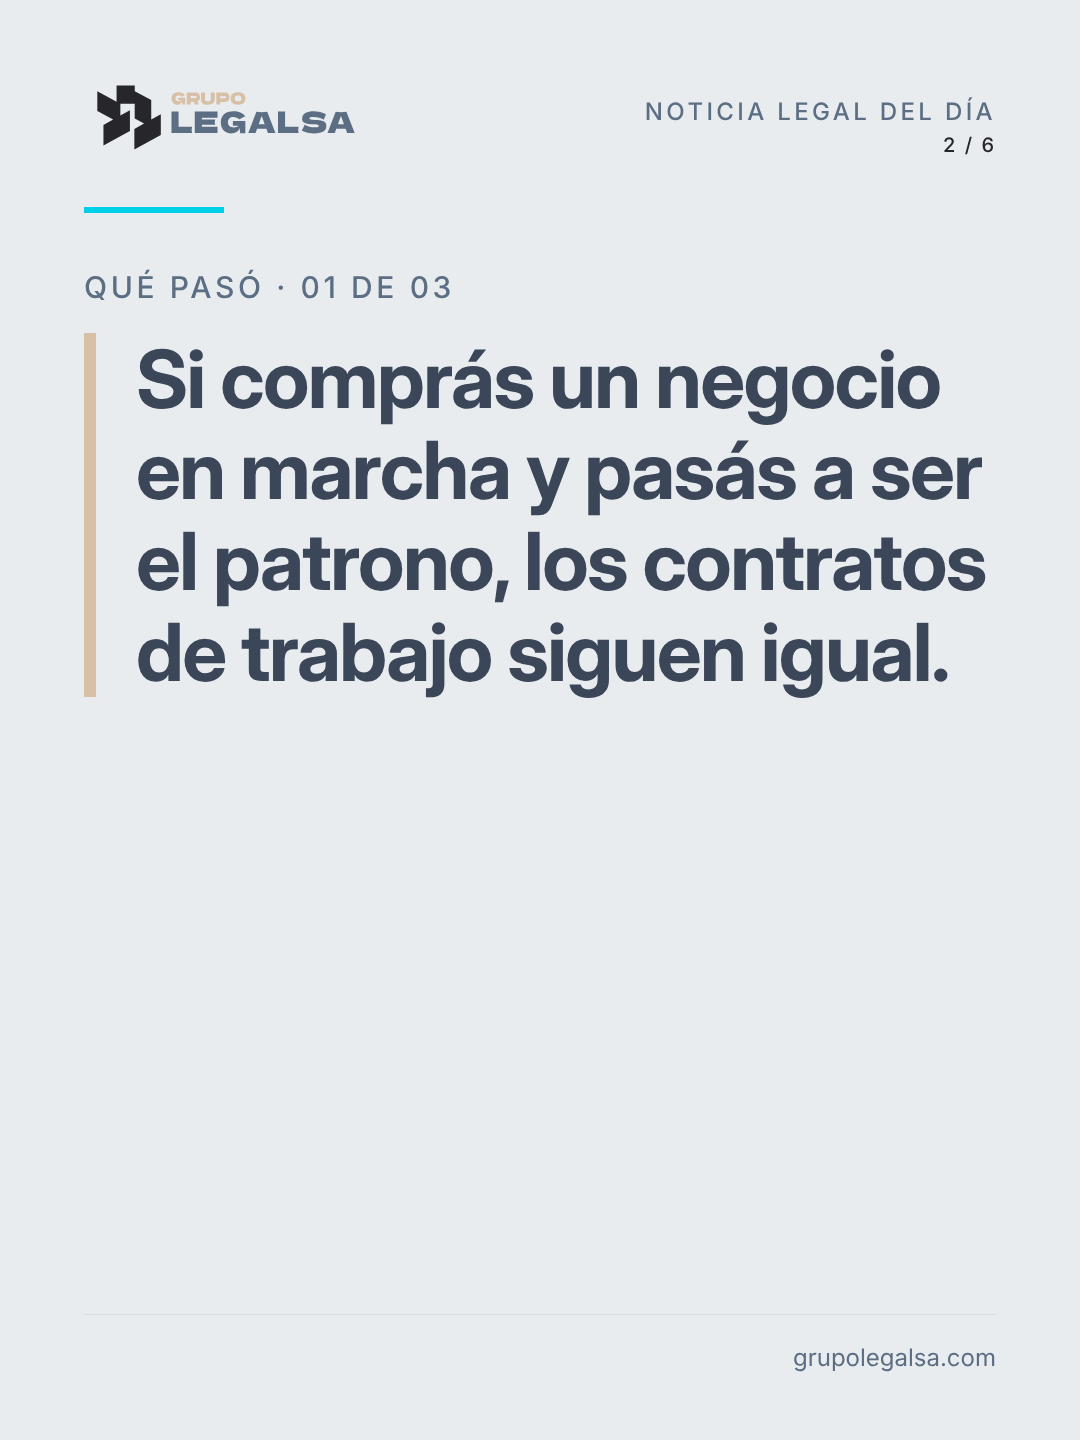 GRUPO
LEGALSA
NOTICIA LEGAL DEL DÍA
2 / 6
QUÉ PASÓ · 01 DE 03
Si comprás un negocio
en marcha y pasás a ser
el patrono, los contratos
de trabajo siguen igual.
grupolegalsa.com